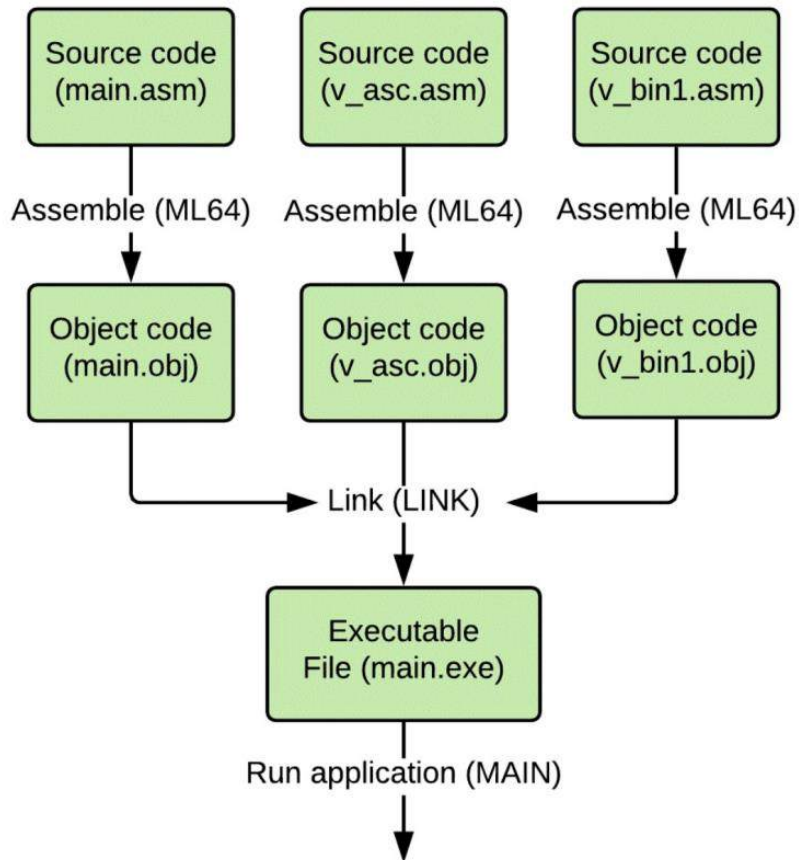 Source code
(main.asm)
Source code
(v_asc.asm)
Source code
(v_bin1.asm)
Assemble (ML64)
Assemble (ML64)
Assemble (ML64)
Object code
(main.obj)
Object code
(v_asc.obj)
Object code
(v_bin1.obj)
Link (LINK)
Executable
File (main.exe)
Run application (MAIN)